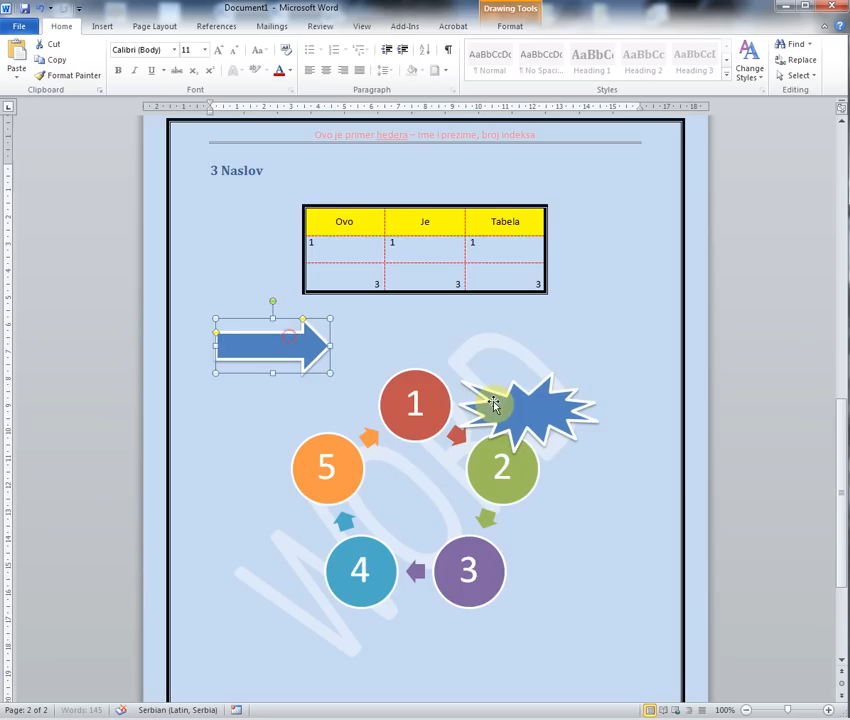 Document1 - Microsoft Word
Drawing Tools
File Home Insert Page Layout References Mailings Review View Add-Ins Acrobat Format
Paste
Cut
Copy
Format Painter
Clipboard
Calibri (Body) 11
Font
Paragraph
AaBbCcDc AaBbCcDc AaBbC AaBbCc AaBbCc
¶ Normal ¶ No Spaci... Heading 1 Heading 2 Heading 3
Change Styles
Styles
Find
Replace
Select
Editing
Ovo je primer hedera – ime i prezime, broj indeksa
3 Naslov
Ovo Je Tabela
1 1 1
3 3 3
1
2
3
4
5
WORD
Page: 2 of 2 Words: 145 Serbian (Latin, Serbia) 100%